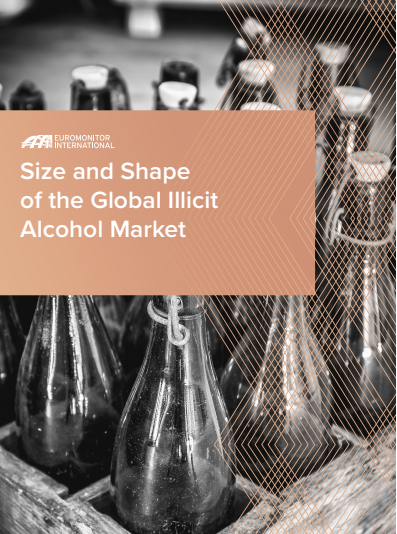 EUROMONITOR
INTERNATIONAL
Size and Shape
of the Global Illicit
Alcohol Market